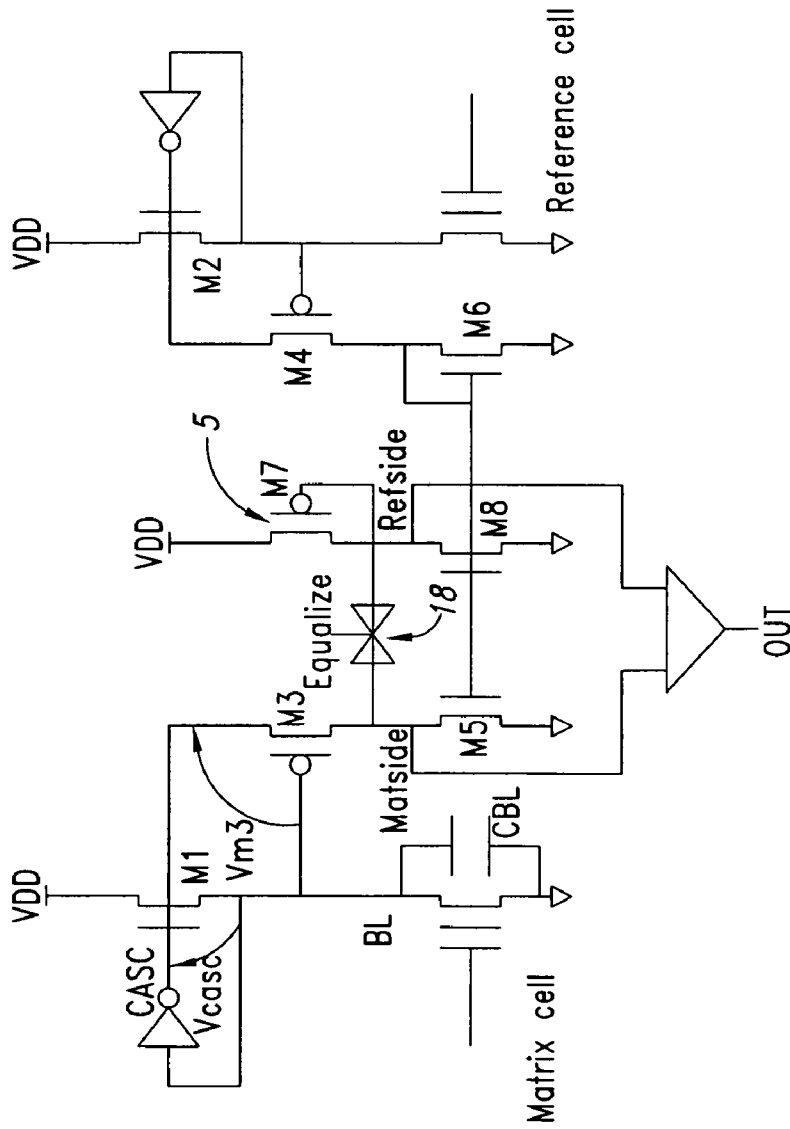 VDD
VDD
VDD
CASC
Vcasc
M1
Vm3
M2
5
M3
Equalize
M7
M4
18
BL
CBL
Matside
M5
Refside
M8
M6
Matrix cell
Reference cell
OUT